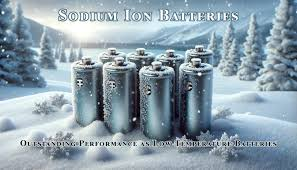 Sodium Ion Batteries
Outstanding Performance as Low-Temperature Batteries